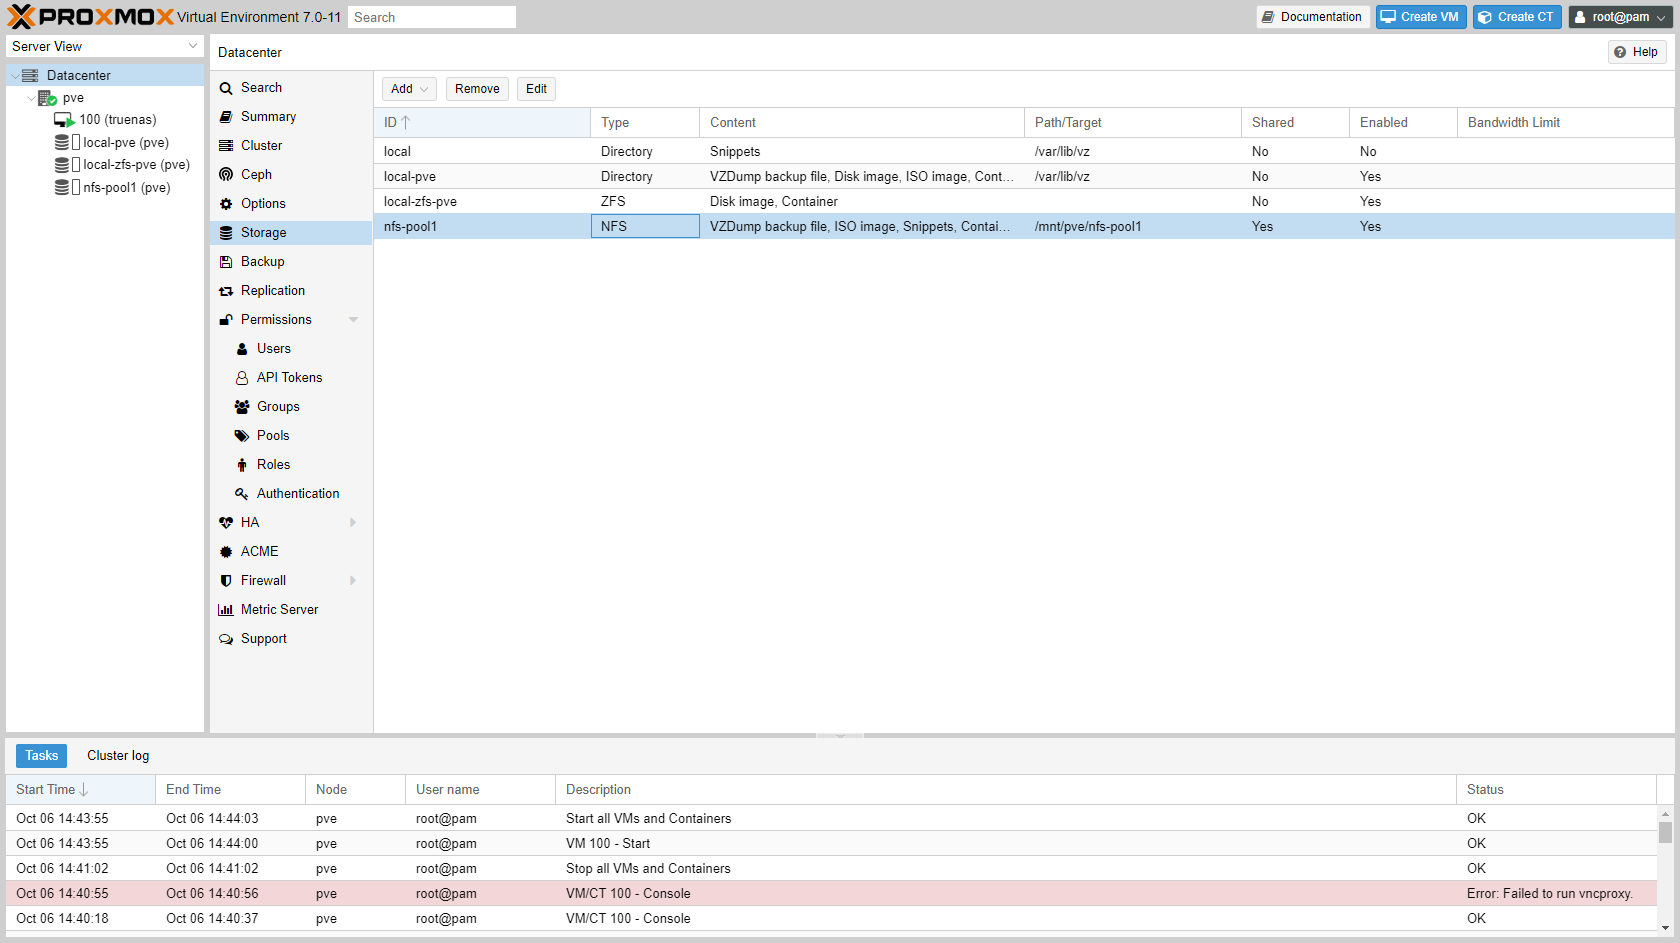 PROXMOX Virtual Environment 7.0-11 Search Documentation Create VM Create CT root@pam
Server View
Datacenter
pve
100 (truenas)
local-pve (pve)
local-zfs-pve (pve)
nfs-pool1 (pve)
Datacenter Help
Search
Summary
Cluster
Ceph
Options
Storage
Backup
Replication
Permissions
Users
API Tokens
Groups
Pools
Roles
Authentication
HA
ACME
Firewall
Metric Server
Support
Add Remove Edit
ID Type Content Path/Target Shared Enabled Bandwidth Limit
local Directory Snippets /var/lib/vz No No
local-pve Directory VZDump backup file, Disk image, ISO image, Cont... /var/lib/vz No Yes
local-zfs-pve ZFS Disk image, Container No Yes
nfs-pool1 NFS VZDump backup file, ISO image, Snippets, Contai... /mnt/pve/nfs-pool1 Yes Yes
Tasks Cluster log
Start Time End Time Node User name Description Status
Oct 06 14:43:55 Oct 06 14:44:03 pve root@pam Start all VMs and Containers OK
Oct 06 14:43:55 Oct 06 14:44:00 pve root@pam VM 100 - Start OK
Oct 06 14:41:02 Oct 06 14:41:02 pve root@pam Stop all VMs and Containers OK
Oct 06 14:40:55 Oct 06 14:40:56 pve root@pam VM/CT 100 - Console Error: Failed to run vncproxy.
Oct 06 14:40:18 Oct 06 14:40:37 pve root@pam VM/CT 100 - Console OK